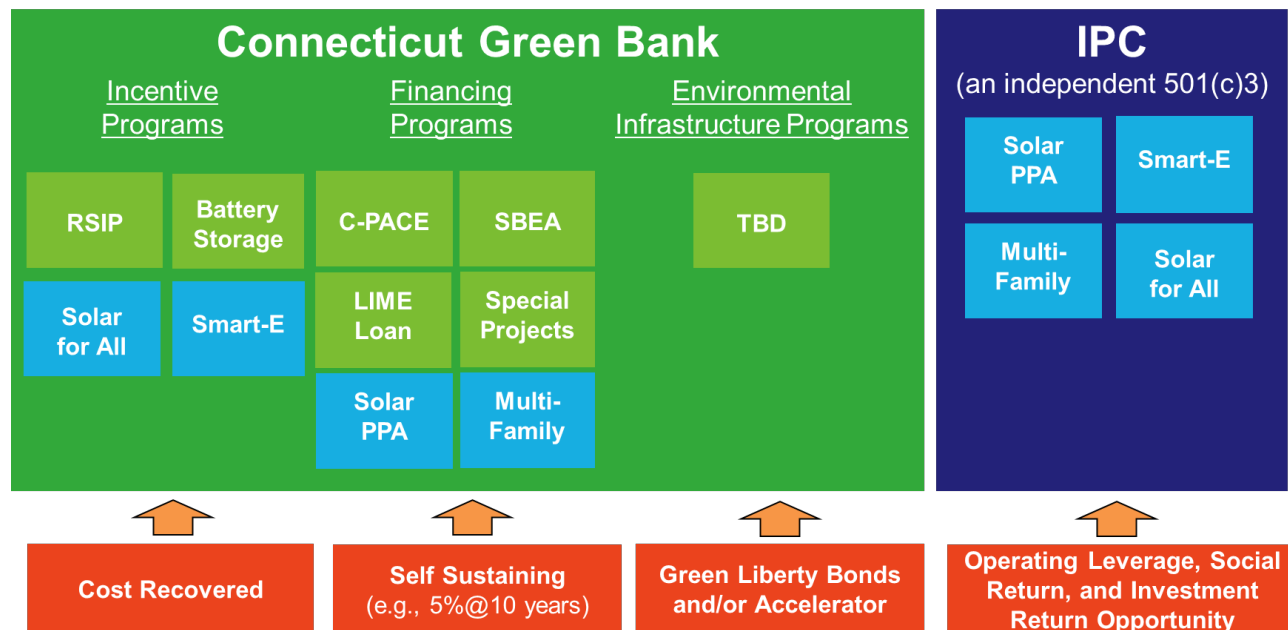 Connecticut Green Bank
Incentive
Programs
RSIP
Battery
Storage
Solar
for All
Smart-E
Financing
Programs
C-PACE
SBEA
LIME
Loan
Special
Projects
Solar
PPA
Multi-
Family
Environmental
Infrastructure Programs
TBD
IPC
(an independent 501(c)3)
Solar
PPA
Smart-E
Multi-
Family
Solar
for All
Cost Recovered
Self Sustaining
(e.g., 5%@10 years)
Green Liberty Bonds
and/or Accelerator
Operating Leverage, Social
Return, and Investment
Return Opportunity